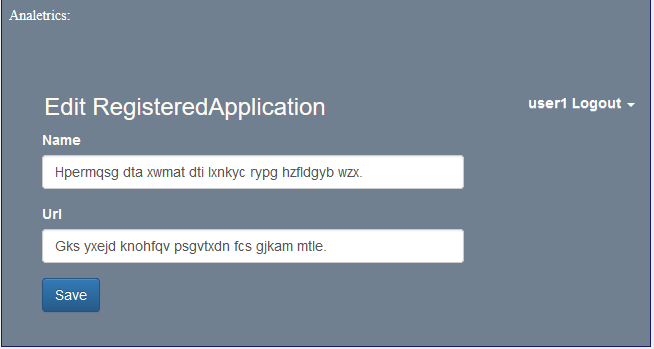 Analetrics:
Edit RegisteredApplication
user1 Logout
Name
Hpermqsg dta xwmat dti lxnkyc rypg hzfldgyb wzx.
Url
Gks yxejd knohfqv psgvtxdn fcs gjkam mtle.
Save